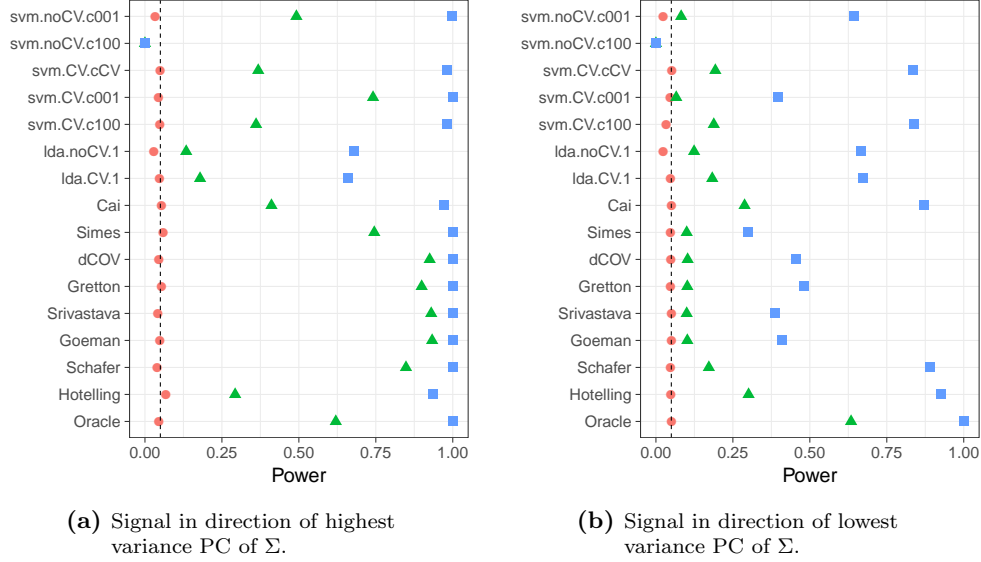 svm.noCV.c001
svm.noCV.c100
svm.CV.cCV
svm.CV.c001
svm.CV.c100
lda.noCV.1
lda.CV.1
Cai
Simes
dCOV
Gretton
Srivastava
Goeman
Schafer
Hotelling
Oracle
0.00 0.25 0.50 0.75 1.00
Power
(a) Signal in direction of highest
variance PC of Σ.
svm.noCV.c001
svm.noCV.c100
svm.CV.cCV
svm.CV.c001
svm.CV.c100
lda.noCV.1
lda.CV.1
Cai
Simes
dCOV
Gretton
Srivastava
Goeman
Schafer
Hotelling
Oracle
0.00 0.25 0.50 0.75 1.00
Power
(b) Signal in direction of lowest
variance PC of Σ.